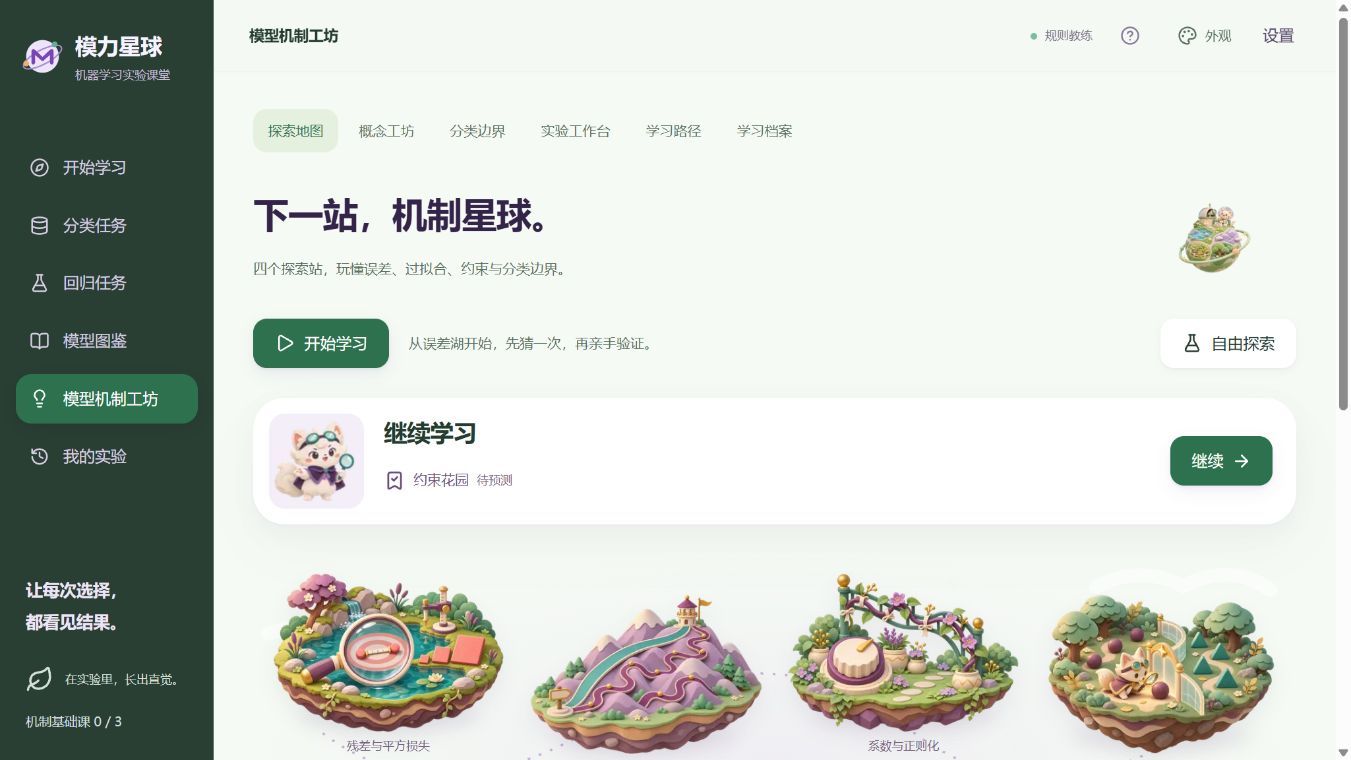 模力星球
机器学习实验课堂
开始学习
分类任务
回归任务
模型图鉴
模型机制工坊
我的实验
让每次选择，
都看见结果。
在实验里，长出直觉。
机制基础课 0 / 3
模型机制工坊
规则教练
外观
设置
探索地图
概念工坊
分类边界
实验工作台
学习路径
学习档案
下一站，机制星球。
四个探索站，玩懂误差、过拟合、约束与分类边界。
开始学习
从误差湖开始，先猜一次，再亲手验证。
自由探索
继续学习
约束花园 待预测
继续
残差与平方损失
系数与正则化